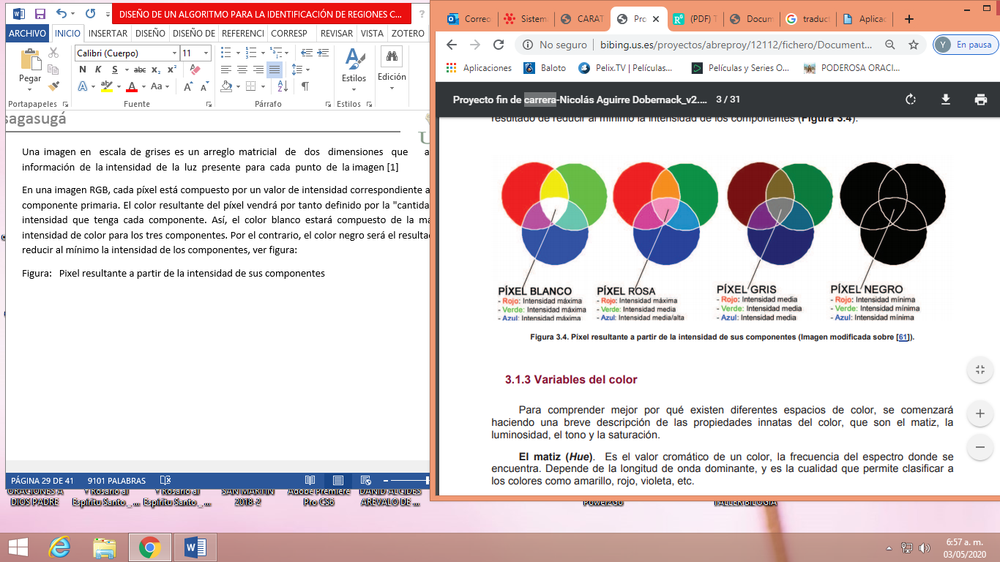 DISEÑO DE UN ALGORITMO PARA LA IDENTIFICACIÓN DE REGIONES C...
?
ARCHIVO INICIO INSERTAR DISEÑO DISEÑO DE REFERENCI CORRESP REVISAR VISTA ZOTERO
Calibri (Cuerpo) 11
Pegar
N K S abc x₂ x²
A A Aa A A
Estilos
Edición
Portapapeles Fuente Párrafo Estilos
sagasugá
U
Una imagen en escala de grises es un arreglo matricial de dos dimensiones que a
información de la intensidad de la luz presente para cada punto de la imagen [1]
En una imagen RGB, cada píxel está compuesto por un valor de intensidad correspondiente a
componente primaria. El color resultante del píxel vendrá por tanto definido por la "cantida
intensidad que tenga cada componente. Así, el color blanco estará compuesto de la ma
intensidad de color para los tres componentes. Por el contrario, el color negro será el resulta
reducir al mínimo la intensidad de los componentes, ver figura:
Figura: Pixel resultante a partir de la intensidad de sus componentes
PÁGINA 29 DE 41 9101 PALABRAS
Correo Sistem CARAT Pro (PDF) T Docum traduct Aplicac
No seguro bibing.us.es/proyectos/abreproy/12112/fichero/Document...
Y En pausa
Aplicaciones Baloto Pelix.TV | Películas... Películas y Series O... PODEROSA ORACI...
Proyecto fin de carrera-Nicolás Aguirre Dobernack_v2.... 3 / 31
resultado de reducir al mínimo la intensidad de los componentes (Figura 3.4).
PÍXEL BLANCO
- Rojo: Intensidad máxima
- Verde: Intensidad máxima
- Azul: Intensidad máxima
PÍXEL ROSA
- Rojo: Intensidad máxima
- Verde: Intensidad media
- Azul: Intensidad media/alta
PÍXEL GRIS
- Rojo: Intensidad media
- Verde: Intensidad media
- Azul: Intensidad media
PÍXEL NEGRO
- Rojo: Intensidad mínima
- Verde: Intensidad mínima
- Azul: Intensidad mínima
Figura 3.4. Píxel resultante a partir de la intensidad de sus componentes (Imagen modificada sobre [61]).
3.1.3 Variables del color
Para comprender mejor por qué existen diferentes espacios de color, se comenzará
haciendo una breve descripción de las propiedades innatas del color, que son el matiz, la
luminosidad, el tono y la saturación.
El matiz (Hue). Es el valor cromático de un color, la frecuencia del espectro donde se
encuentra. Depende de la longitud de onda dominante, y es la cualidad que permite clasificar a
los colores como amarillo, rojo, violeta, etc.
ORACIONES A
DIOS PADRE
Y Rosario al
Espíritu Santo _ ...
Y Rosario al
Espíritu Santo _ ...
SAN MARTIN
2018-2
Adobe Premiere
Pro CS6
DANID ALCIDES
AREVALO DE ...
Power2Go
TALLER BILOGIA
6:57 a. m.
03/05/2020